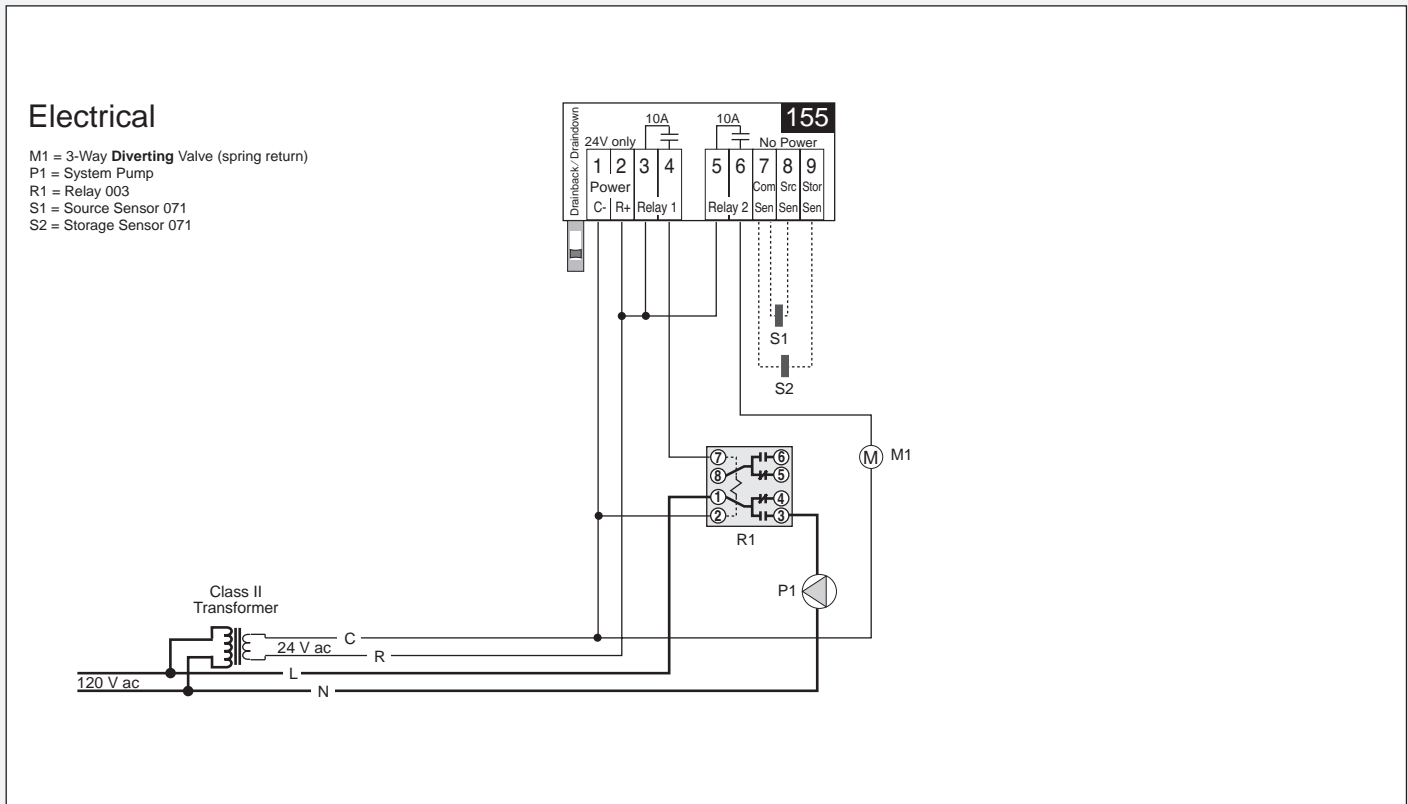 Electrical
M1 = 3-Way Diverting Valve (spring return)
P1 = System Pump
R1 = Relay 003
S1 = Source Sensor 071
S2 = Storage Sensor 071
Drainback/Draindown
155
10A
10A
24V only
No Power
1 2 3 4 5 6 7 8 9
Power
Com Src Stor
C- R+ Relay 1 Relay 2 Sen Sen Sen
S1
S2
M
M1
7 6
8 5
1 4
2 3
R1
P1
Class II
Transformer
C
24 V ac
R
L
120 V ac
N